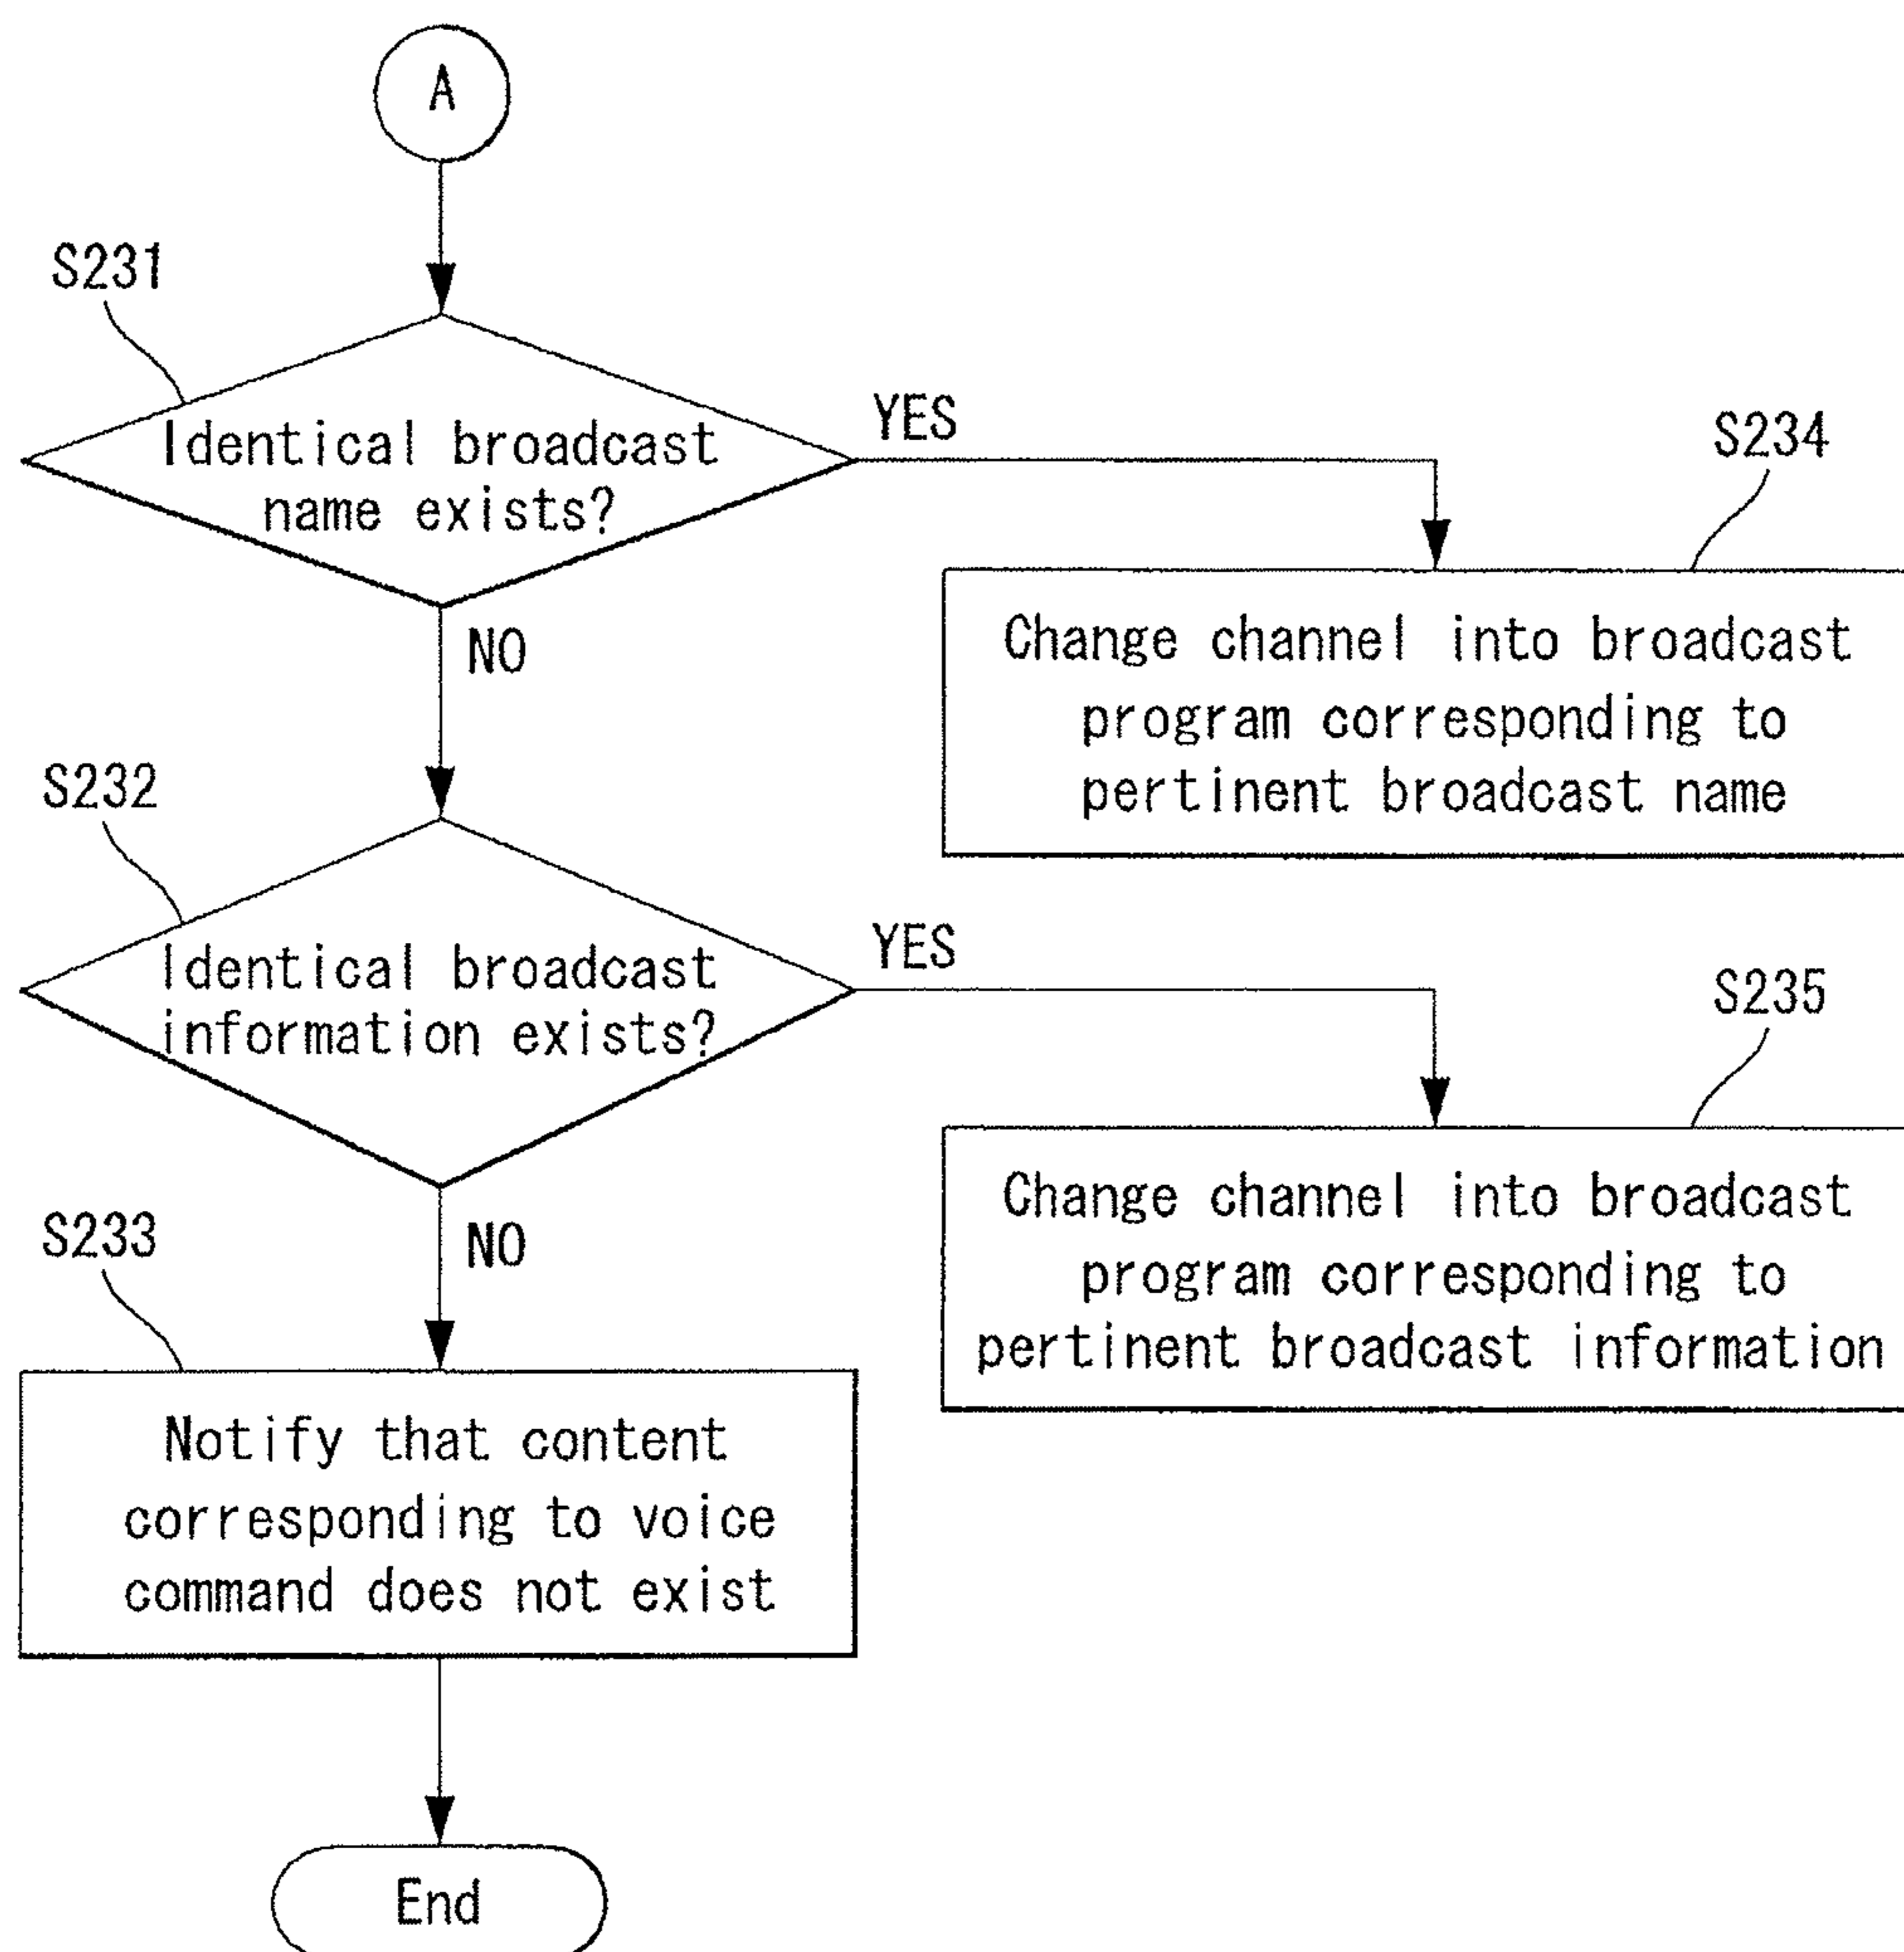 A
S231
Identical broadcast
name exists?
YES
NO
S234
Change channel into broadcast
program corresponding to
pertinent broadcast name
S232
Identical broadcast
information exists?
YES
NO
S235
Change channel into broadcast
program corresponding to
pertinent broadcast information
S233
Notify that content
corresponding to voice
command does not exist
End